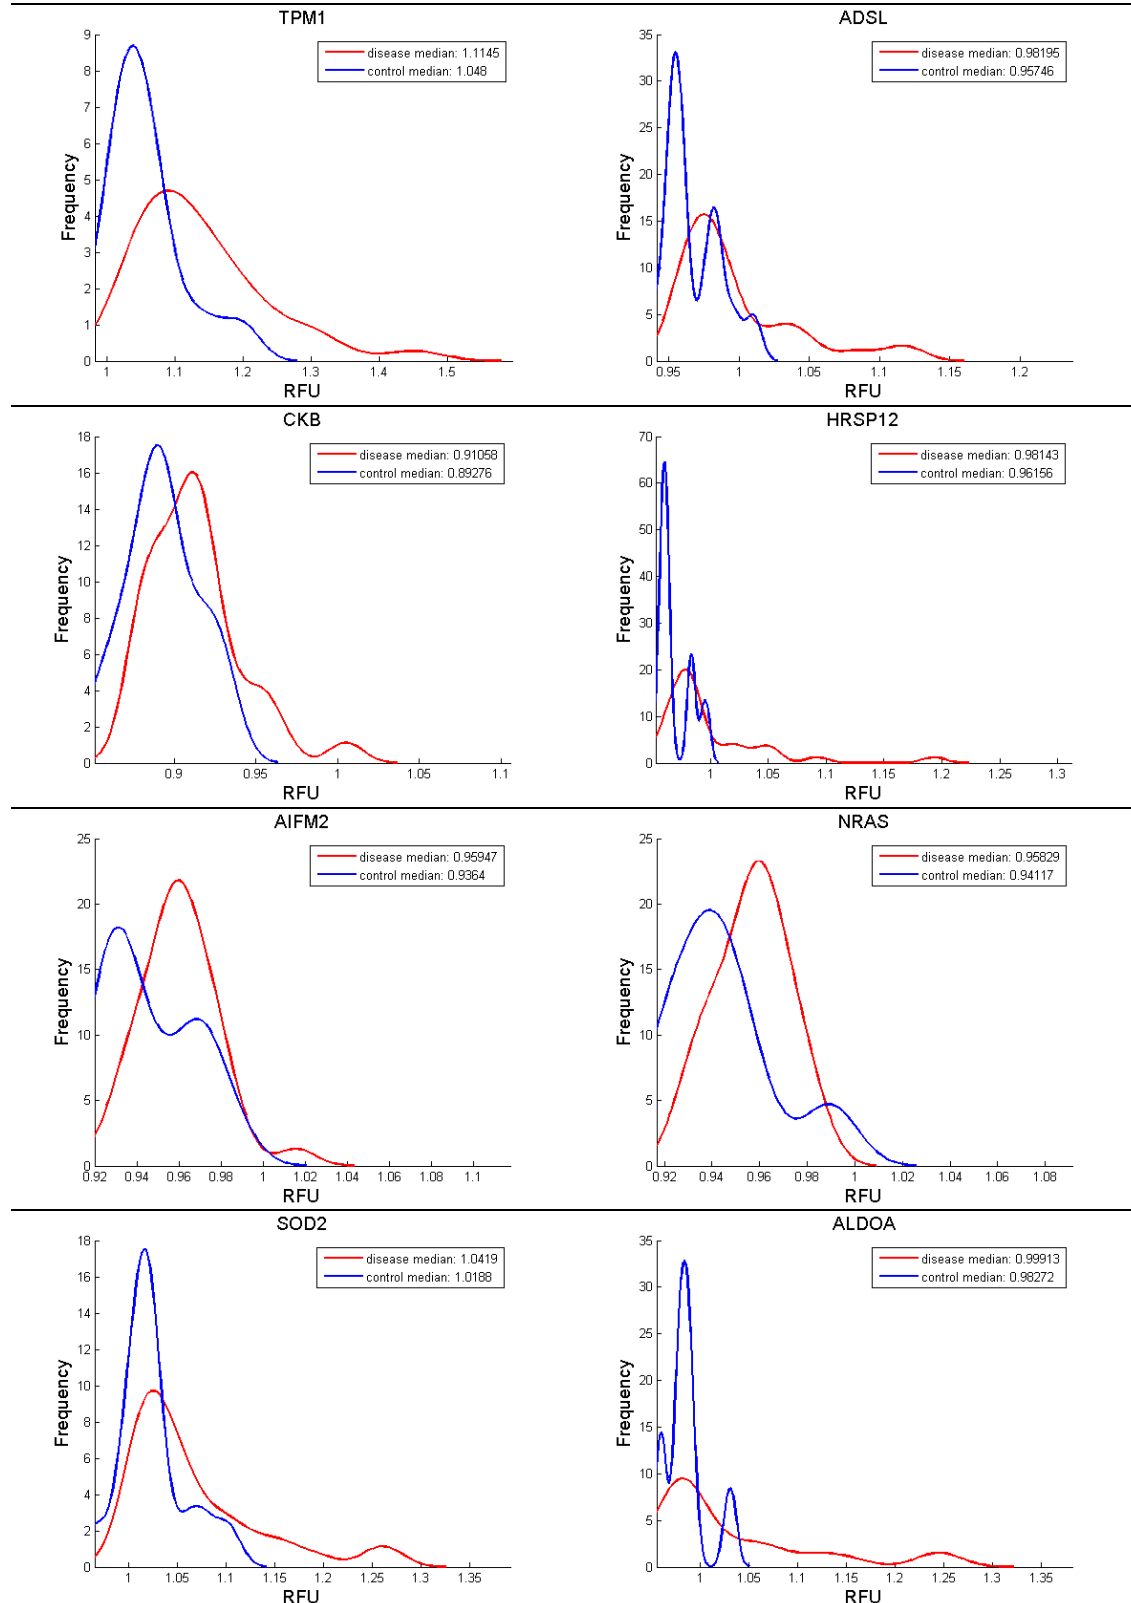 TPM1
9
8
7
6
5
4
3
2
1
0
Frequency
disease median: 1.1145
control median: 1.048
1 1.1 1.2 1.3 1.4 1.5
RFU
ADSL
35
30
25
20
15
10
5
0
Frequency
disease median: 0.98195
control median: 0.95746
0.95 1 1.05 1.1 1.15 1.2
RFU
CKB
18
16
14
12
10
8
6
4
2
0
Frequency
disease median: 0.91058
control median: 0.89276
0.9 0.95 1 1.05 1.1
RFU
HRSP12
70
60
50
40
30
20
10
0
Frequency
disease median: 0.98143
control median: 0.96156
1 1.05 1.1 1.15 1.2 1.25 1.3
RFU
AIFM2
25
20
15
10
5
0
Frequency
disease median: 0.95947
control median: 0.9364
0.92 0.94 0.96 0.98 1 1.02 1.04 1.06 1.08 1.1
RFU
NRAS
25
20
15
10
5
0
Frequency
disease median: 0.95829
control median: 0.94117
0.92 0.94 0.96 0.98 1 1.02 1.04 1.06 1.08
RFU
SOD2
18
16
14
12
10
8
6
4
2
0
Frequency
disease median: 1.0419
control median: 1.0188
1 1.05 1.1 1.15 1.2 1.25 1.3 1.35
RFU
ALDOA
35
30
25
20
15
10
5
0
Frequency
disease median: 0.99913
control median: 0.98272
1 1.05 1.1 1.15 1.2 1.25 1.3 1.35
RFU